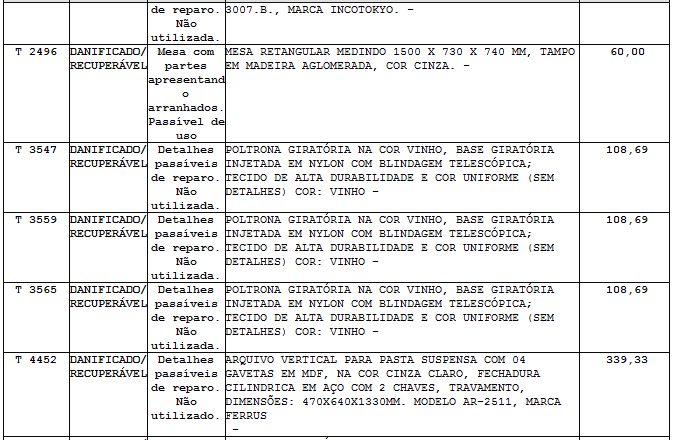 de reparo. 3007.B., MARCA INCOTOKYO. -
Não
utilizada.
T 2496 DANIFICADO/ Mesa com MESA RETANGULAR MEDINDO 1500 X 730 X 740 MM, TAMPO 60,00
RECUPERÁVEL partes EM MADEIRA AGLOMERADA, COR CINZA. -
apresentand
o
arranhados.
Passível de
uso
T 3547 DANIFICADO/ Detalhes POLTRONA GIRATÓRIA NA COR VINHO, BASE GIRATÓRIA 108,69
RECUPERÁVEL passíveis INJETADA EM NYLON COM BLINDAGEM TELESCÓPICA;
de reparo. TECIDO DE ALTA DURABILIDADE E COR UNIFORME (SEM
Não DETALHES) COR: VINHO -
utilizada.
T 3559 DANIFICADO/ Detalhes POLTRONA GIRATÓRIA NA COR VINHO, BASE GIRATÓRIA 108,69
RECUPERÁVEL passíveis INJETADA EM NYLON COM BLINDAGEM TELESCÓPICA;
de reparo. TECIDO DE ALTA DURABILIDADE E COR UNIFORME (SEM
Não DETALHES) COR: VINHO -
utilizada.
T 3565 DANIFICADO/ Detalhes POLTRONA GIRATÓRIA NA COR VINHO, BASE GIRATÓRIA 108,69
RECUPERÁVEL passíveis INJETADA EM NYLON COM BLINDAGEM TELESCÓPICA;
de reparo. TECIDO DE ALTA DURABILIDADE E COR UNIFORME (SEM
Não DETALHES) COR: VINHO -
utilizada.
T 4452 DANIFICADO/ Detalhes ARQUIVO VERTICAL PARA PASTA SUSPENSA COM 04 339,33
RECUPERÁVEL passíveis GAVETAS EM MDF, NA COR CINZA CLARO, FECHADURA
de reparo. CILINDRICA EM AÇO COM 2 CHAVES, TRAVAMENTO,
Não DIMENSÕES: 470X640X1330MM. MODELO AR-2511, MARCA
utilizado. FERRUS
-